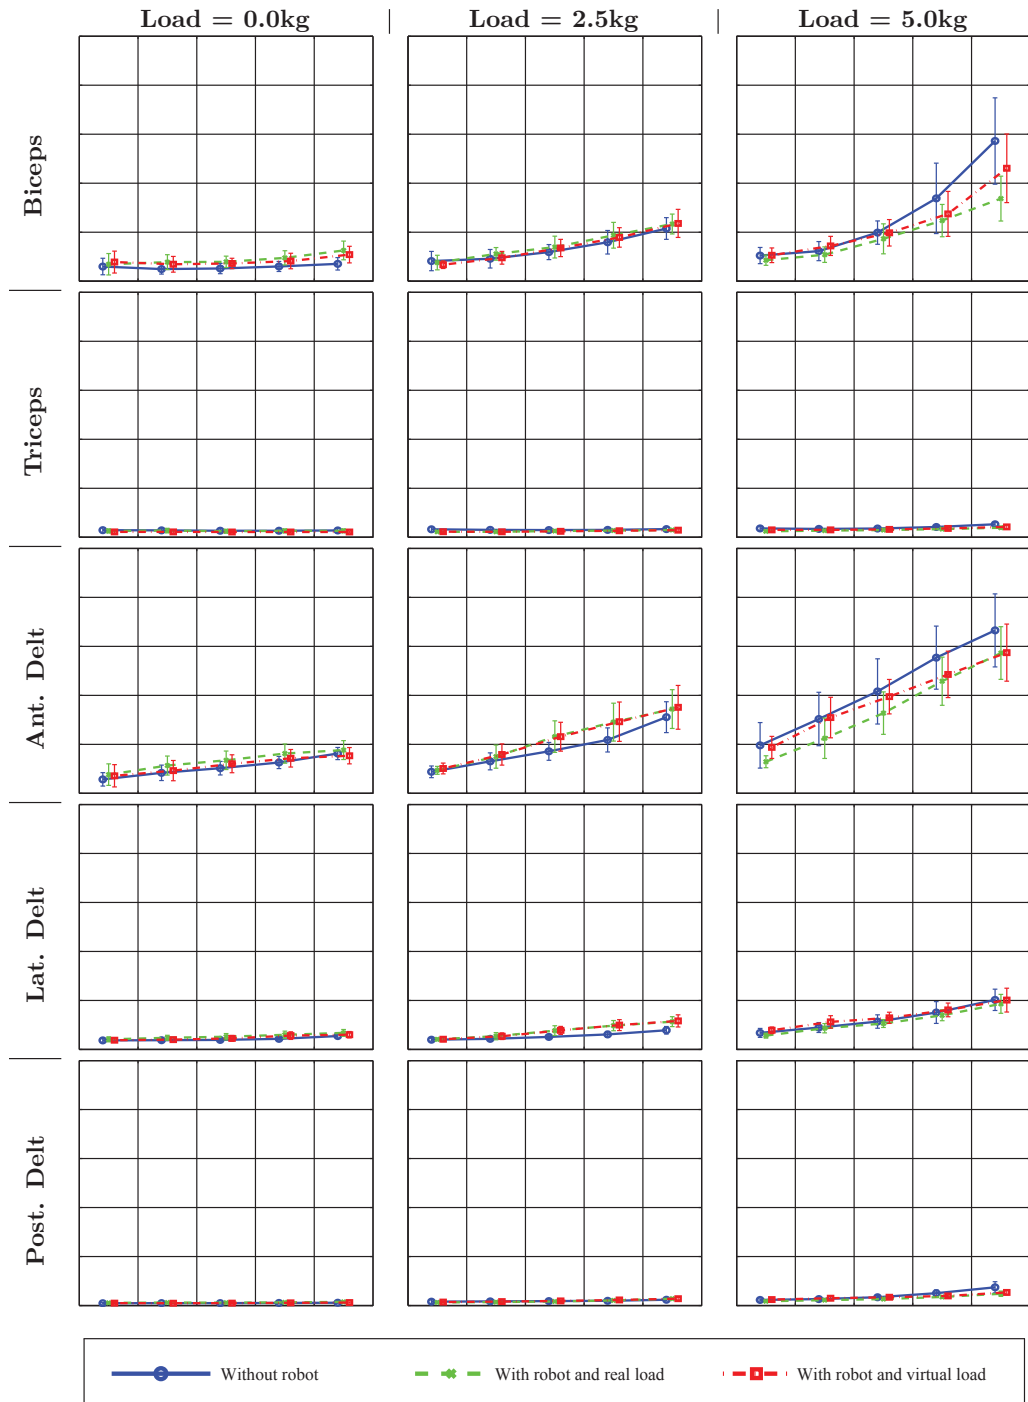 Load = 0.0kg | Load = 2.5kg | Load = 5.0kg
Biceps
Triceps
Ant. Delt
Lat. Delt
Post. Delt
Without robot With robot and real load With robot and virtual load